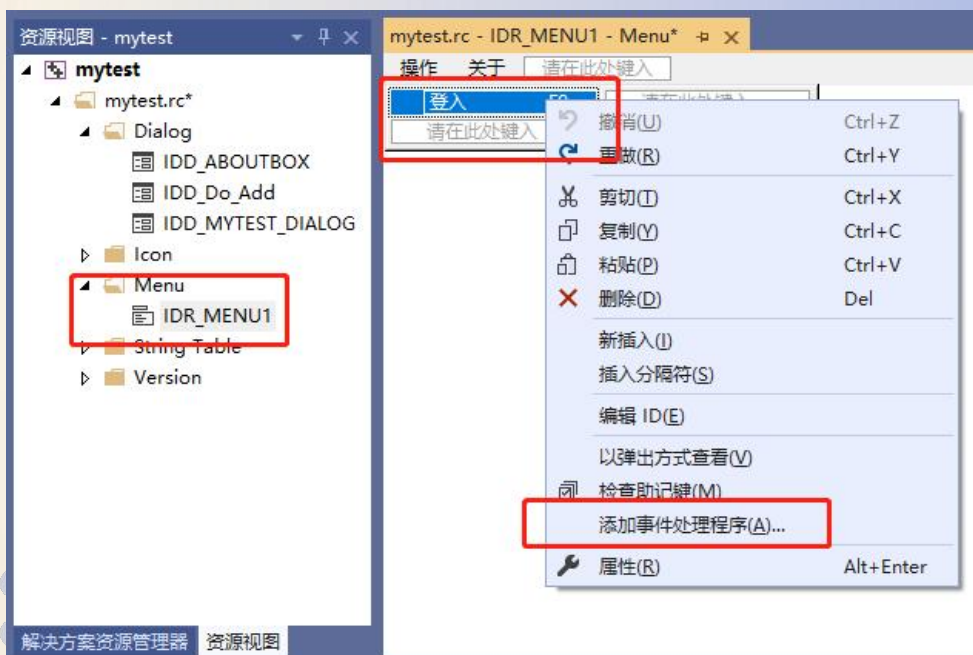 资源视图 - mytest
mytest
mytest.rc*
Dialog
IDD_ABOUTBOX
IDD_Do_Add
IDD_MYTEST_DIALOG
Icon
Menu
IDR_MENU1
String Table
Version
解决方案资源管理器 资源视图
mytest.rc - IDR_MENU1 - Menu*
操作 关于 请在此处键入
登入
请在此处键入
撤消(U) Ctrl+Z
重做(R) Ctrl+Y
剪切(T) Ctrl+X
复制(Y) Ctrl+C
粘贴(P) Ctrl+V
删除(D) Del
新插入(I)
插入分隔符(S)
编辑 ID(E)
以弹出方式查看(V)
检查助记键(M)
添加事件处理程序(A)...
属性(R) Alt+Enter